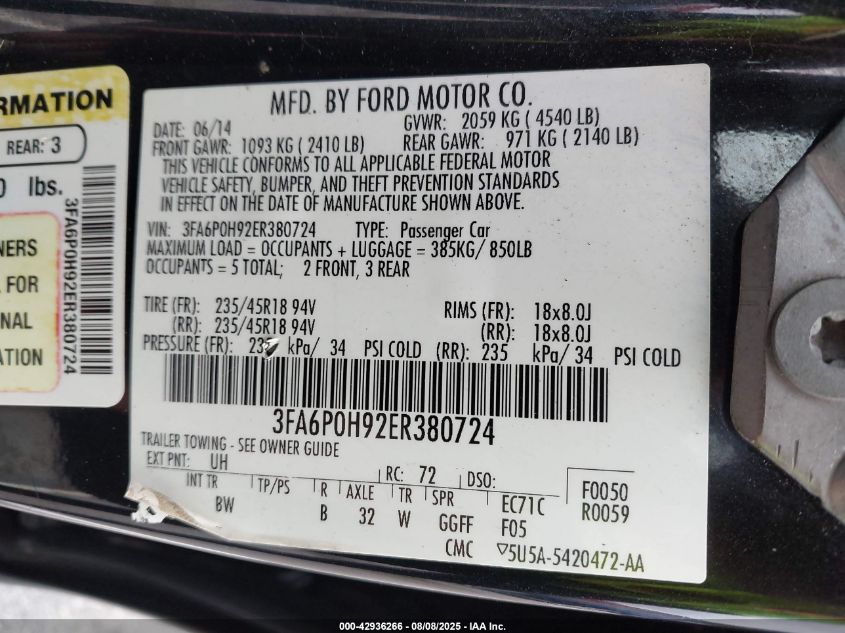 RMATION
REAR: 3
0 lbs.
3FA6P0H92ER380724
NERS
FOR
NAL
ATION
MFD. BY FORD MOTOR CO.
DATE: 06/14 GVWR: 2059 KG ( 4540 LB)
FRONT GAWR: 1093 KG ( 2410 LB) REAR GAWR: 971 KG ( 2140 LB)
THIS VEHICLE CONFORMS TO ALL APPLICABLE FEDERAL MOTOR
VEHICLE SAFETY, BUMPER, AND THEFT PREVENTION STANDARDS
IN EFFECT ON THE DATE OF MANUFACTURE SHOWN ABOVE.
VIN: 3FA6P0H92ER380724 TYPE: Passenger Car
MAXIMUM LOAD = OCCUPANTS + LUGGAGE = 385KG/ 850LB
OCCUPANTS = 5 TOTAL; 2 FRONT, 3 REAR
TIRE (FR): 235/45R18 94V RIMS (FR): 18x8.0J
(RR): 235/45R18 94V (RR): 18x8.0J
PRESSURE (FR): 235 kPa/ 34 PSI COLD (RR): 235 kPa/ 34 PSI COLD
3FA6P0H92ER380724
TRAILER TOWING - SEE OWNER GUIDE
EXT PNT: UH RC: 72 DSO:
INT TR TP/PS R AXLE TR SPR EC71C F0050
BW B 32 W GGFF F05 R0059
CMC ▽5U5A-5420472-AA
000-42936266 - 08/08/2025 - IAA Inc.